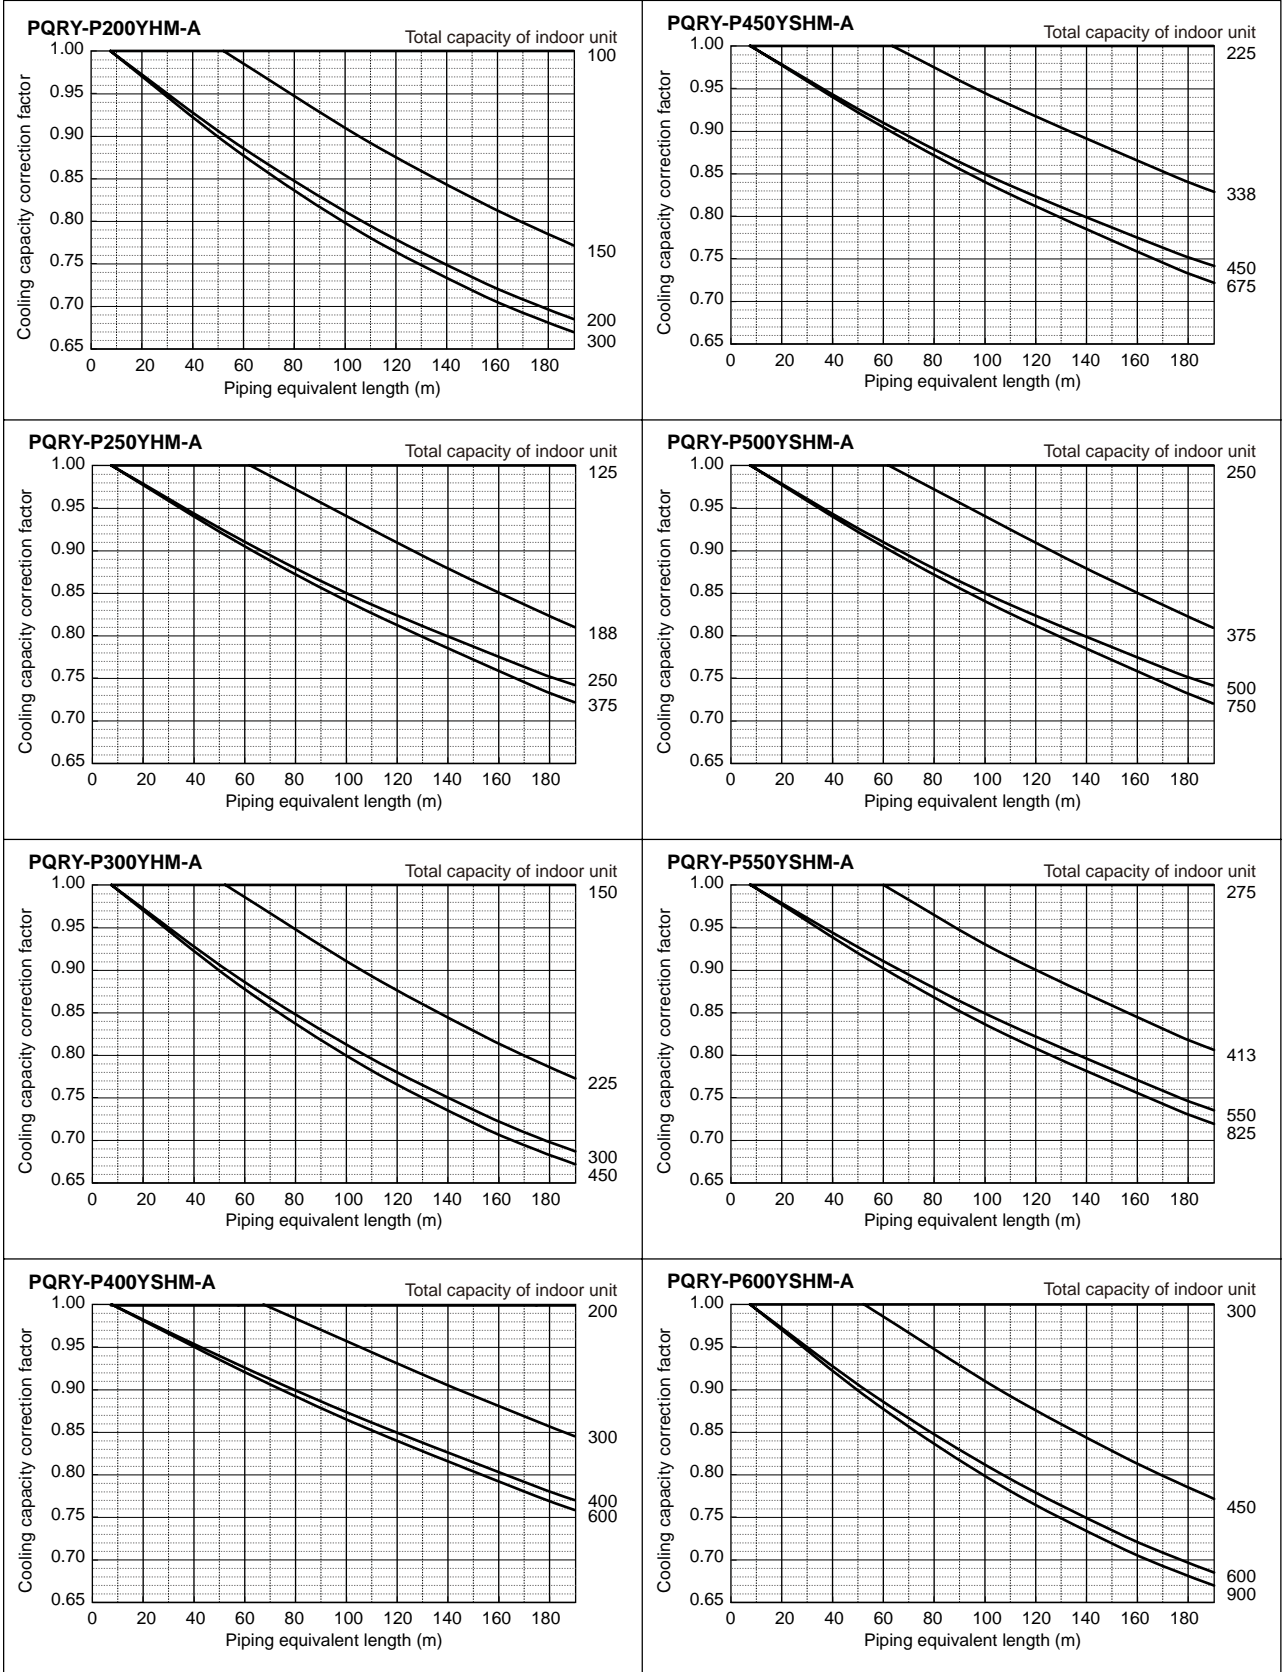 PQRY-P200YHM-A
Total capacity of indoor unit
Cooling capacity correction factor
1.00
0.95
0.90
0.85
0.80
0.75
0.70
0.65
100
150
200
300
0 20 40 60 80 100 120 140 160 180
Piping equivalent length (m)
PQRY-P450YSHM-A
Total capacity of indoor unit
Cooling capacity correction factor
1.00
0.95
0.90
0.85
0.80
0.75
0.70
0.65
225
338
450
675
0 20 40 60 80 100 120 140 160 180
Piping equivalent length (m)
PQRY-P250YHM-A
Total capacity of indoor unit
Cooling capacity correction factor
1.00
0.95
0.90
0.85
0.80
0.75
0.70
0.65
125
188
250
375
0 20 40 60 80 100 120 140 160 180
Piping equivalent length (m)
PQRY-P500YSHM-A
Total capacity of indoor unit
Cooling capacity correction factor
1.00
0.95
0.90
0.85
0.80
0.75
0.70
0.65
250
375
500
750
0 20 40 60 80 100 120 140 160 180
Piping equivalent length (m)
PQRY-P300YHM-A
Total capacity of indoor unit
Cooling capacity correction factor
1.00
0.95
0.90
0.85
0.80
0.75
0.70
0.65
150
225
300
450
0 20 40 60 80 100 120 140 160 180
Piping equivalent length (m)
PQRY-P550YSHM-A
Total capacity of indoor unit
Cooling capacity correction factor
1.00
0.95
0.90
0.85
0.80
0.75
0.70
0.65
275
413
550
825
0 20 40 60 80 100 120 140 160 180
Piping equivalent length (m)
PQRY-P400YSHM-A
Total capacity of indoor unit
Cooling capacity correction factor
1.00
0.95
0.90
0.85
0.80
0.75
0.70
0.65
200
300
400
600
0 20 40 60 80 100 120 140 160 180
Piping equivalent length (m)
PQRY-P600YSHM-A
Total capacity of indoor unit
Cooling capacity correction factor
1.00
0.95
0.90
0.85
0.80
0.75
0.70
0.65
300
450
600
900
0 20 40 60 80 100 120 140 160 180
Piping equivalent length (m)